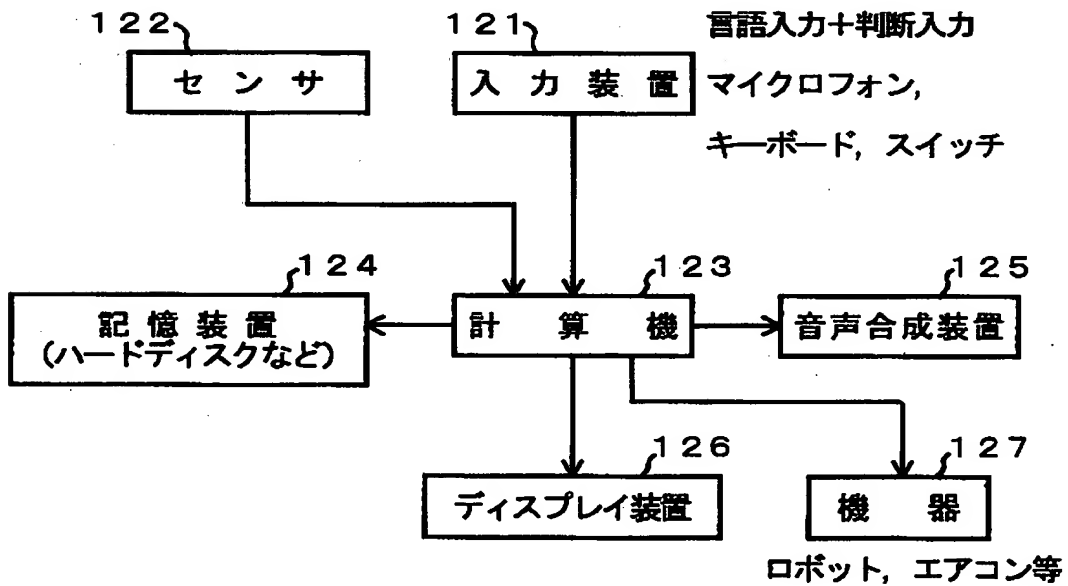 122
センサ
121
入力装置
言語入力+判断入力
マイクロフォン,
キーボード, スイッチ
124
記憶装置
(ハードディスクなど)
123
計算機
125
音声合成装置
126
ディスプレイ装置
127
機器
ロボット, エアコン等